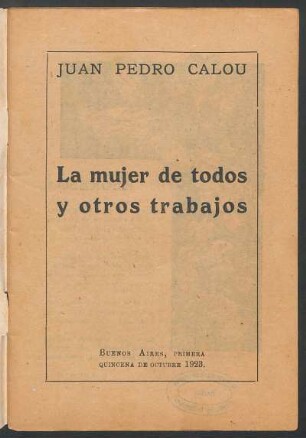 JUAN PEDRO CALOU
La mujer de todos
y otros trabajos
BUENOS AIRES, PRIMERA
QUINCENA DE OCTUBRE 1923.